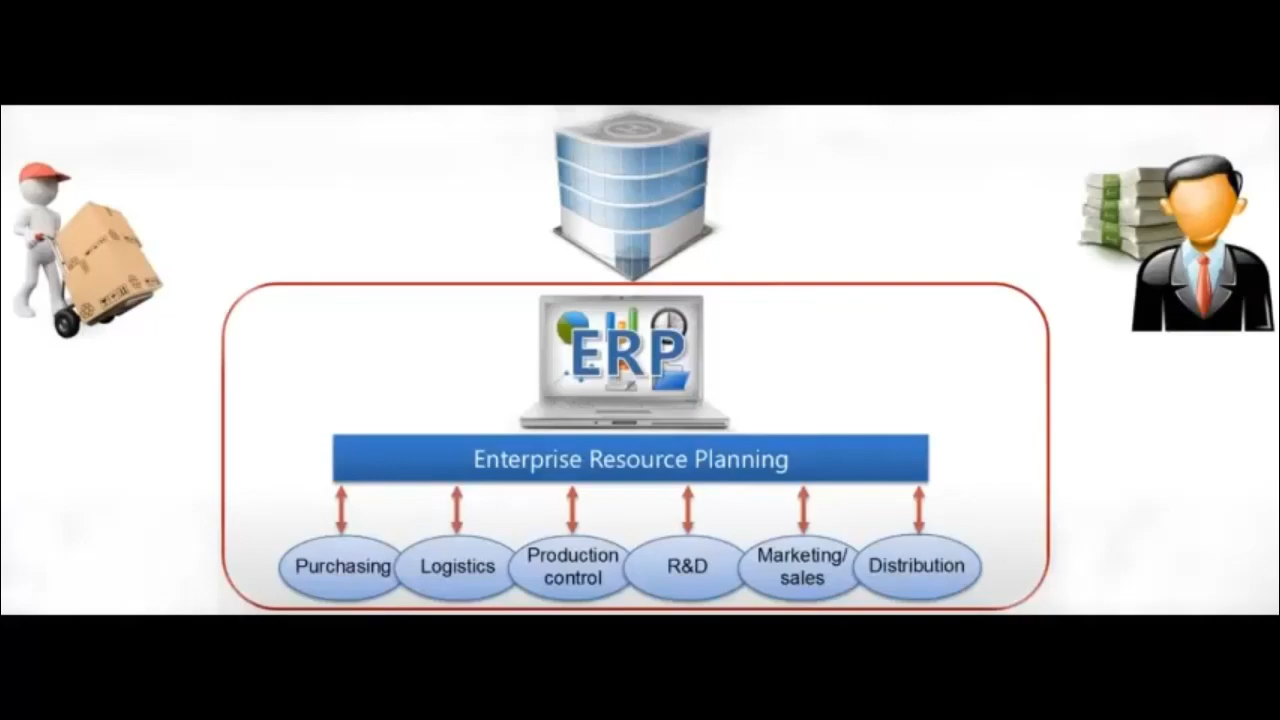 ERP
Enterprise Resource Planning
Purchasing
Logistics
Production
control
R&D
Marketing/
sales
Distribution